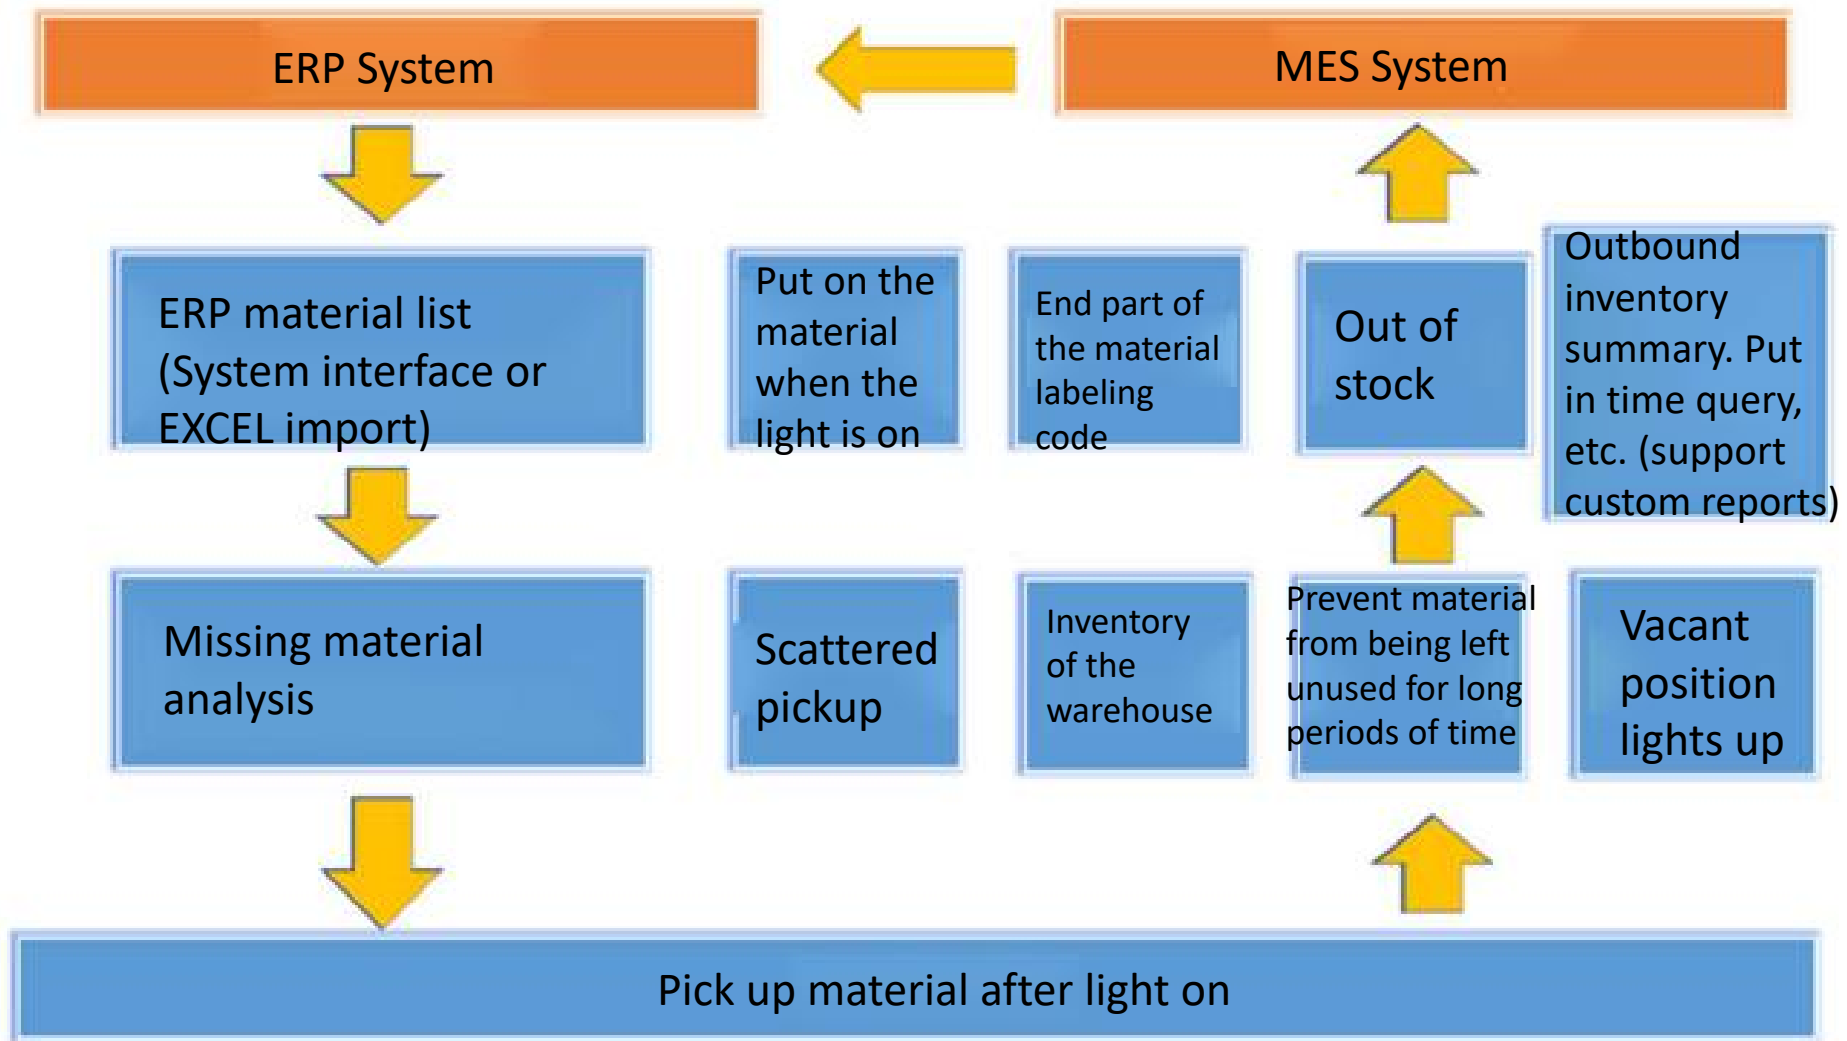 ERP System
MES System
ERP material list
(System interface or
EXCEL import)
Put on the
material
when the
light is on
End part of
the material
labeling
code
Out of
stock
Outbound
inventory
summary. Put
in time query,
etc. (support
custom reports)
Missing material
analysis
Scattered
pickup
Inventory
of the
warehouse
Prevent material
from being left
unused for long
periods of time
Vacant
position
lights up
Pick up material after light on